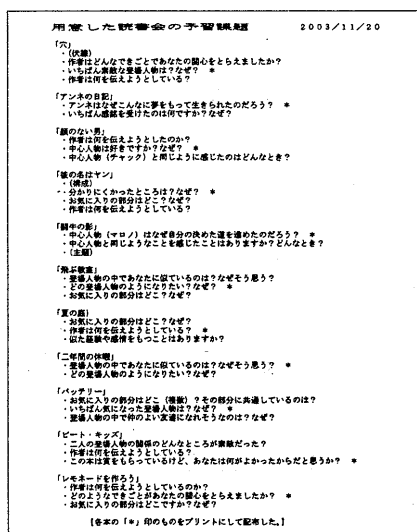 用意した読書会の予習課題　　2003/11/20
「穴」
・(伏線)
・作者はどんなできごとであなたの関心をとらえましたか？
・いちばん素敵な登場人物は？なぜ？　＊
・作者は何を伝えようとしている？
「アンネの日記」
・アンネはなぜこんなに夢をもって生きられたのだろう？　＊
・いちばん感銘を受けたのは何ですか？なぜ？
「顔のない男」
・作者は何を伝えようとしたのか？
・中心人物は好きですか？なぜ？　＊
・中心人物（チャック）と同じように感じたのはどんなとき？
「彼の名はヤン」
・(構成)
・分かりにくかったところは？なぜ？　＊
・お気に入りの部分はどこ？なぜ？
・作者は何を伝えようとしている？
「闘牛の影」
・中心人物（マロノ）はなぜ自分の決めた道を進めたのだろう？　＊
・中心人物と同じようなことを感じたことはありますか？どんなとき？
・(主題)
「飛ぶ教室」
・登場人物の中であなたに似ているのは？なぜそう思う？
・どの登場人物のようになりたい？なぜ？　＊
・お気に入りの部分はどこ？なぜ？
「夏の庭」
・お気に入りの部分はどこ？なぜ？
・作者は何を伝えようとしている？　＊
・似た経験や感情をもつことはありますか？
「二年間の休暇」
・登場人物の中であなたに似ているのは？なぜそう思う？　＊
・どの登場人物のようになりたい？なぜ？
「バッテリー」
・お気に入りの部分はどこ（複数）？その部分に共通しているのは？
・いちばん気になった登場人物は？なぜ？　＊
・登場人物の中で仲のよい友達になれそうなのは？なぜ？
「ビート・キッズ」
・二人の登場人物の関係のどんなところが素敵だった？
・作者は何を伝えようとしている？
・この本は賞をもらっているけど、あなたは何がよかったからだと思うか？　＊
「レモネードを作ろう」
・作者は何を伝えようとしているのか？
・どのようなできごとがあなたの関心をとらえましたか？　＊
・お気に入りの部分はどこですか？なぜ？
【各本の「＊」印のものをプリントにして配布した。】